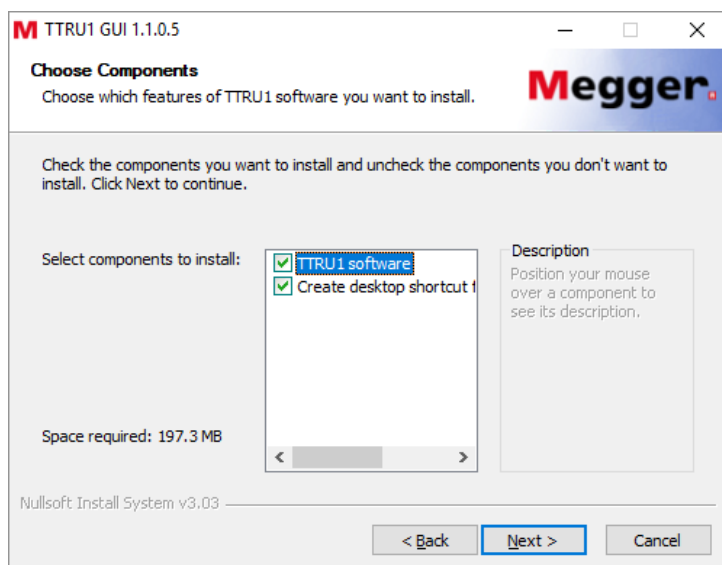 TTRU1 GUI 1.1.0.5
Choose Components
Choose which features of TTRU1 software you want to install.
Megger
Check the components you want to install and uncheck the components you don't want to
install. Click Next to continue.
Select components to install:
TTRU1 software
Create desktop shortcut f
Description
Position your mouse
over a component to
see its description.
Space required: 197.3 MB
Nullsoft Install System v3.03
< Back
Next >
Cancel